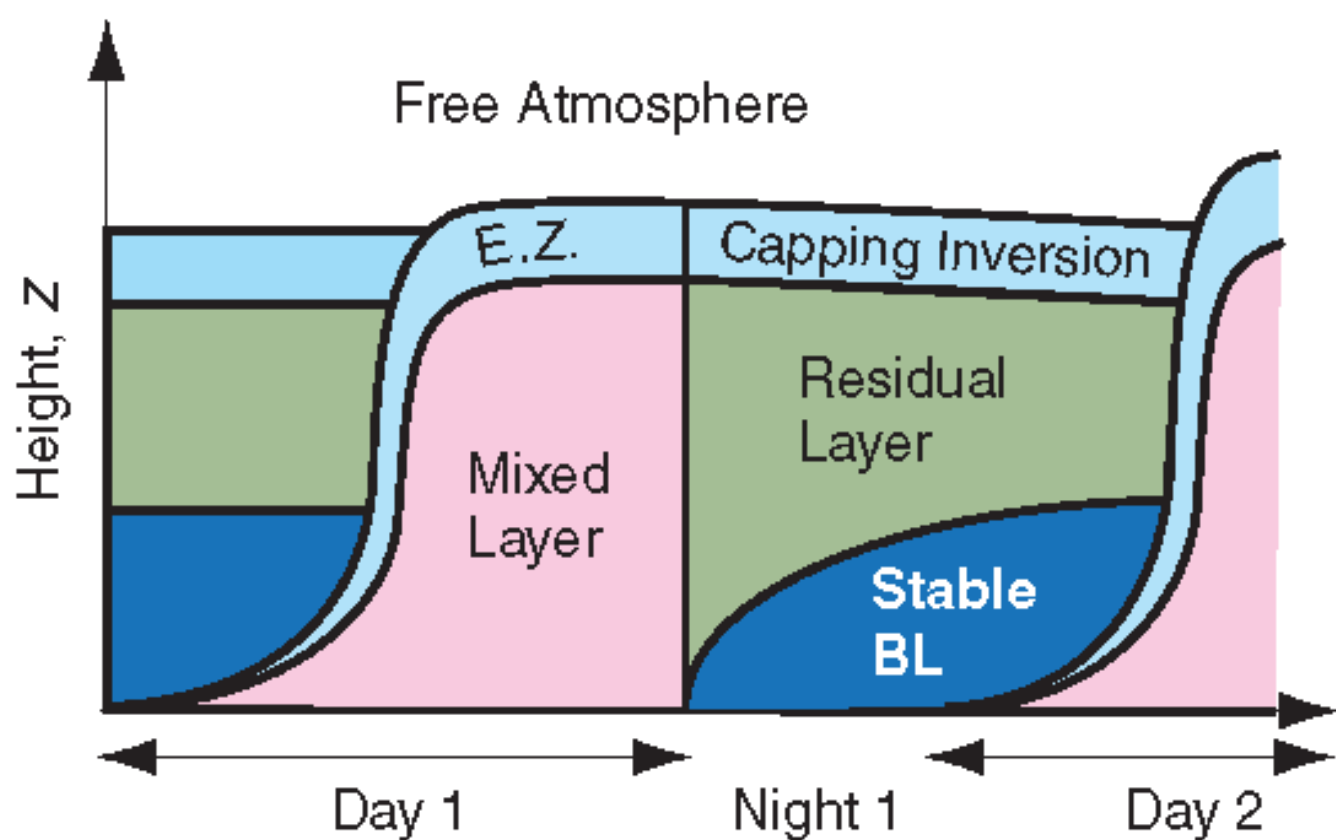 Free Atmosphere
E.Z.
Capping Inversion
Height, z
Residual
Layer
Mixed
Layer
Stable
BL
Day 1
Night 1
Day 2